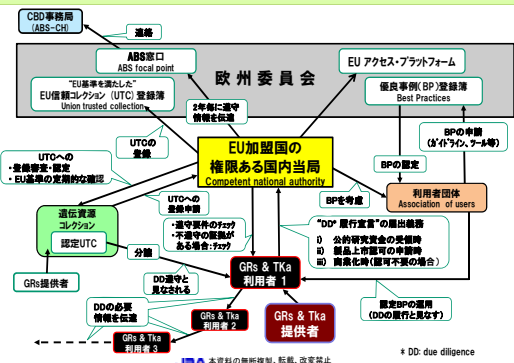 CBD事務局
(ABS-CH)
連絡
ABS窓口
ABS focal point
EU アクセス・プラットフォーム
欧州委員会
"EU基準を満たした"
EU信頼コレクション (UTC) 登録簿
Union trusted collection
優良事例(BP)登録簿
Best Practices
2年毎に遵守
情報を伝達
UTCの
登録
EU加盟国の
権限ある国内当局
Competent national authority
BPの申請
(ガイドライン、ツール等)
BPの認定
UTCへの
・登録審査・認定
・EU基準の定期的な確認
UTCへの
登録申請
BPを考慮
利用者団体
Association of users
遺伝資源
コレクション
認定UTC
・遵守要件のチェック
・不遵守の証拠が
ある場合:チェック
"DD*履行宣言"の届出義務
i) 公的研究資金の受領時
ii) 製品上市認可の申請時
iii) 商業化時(認可不要の場合)
分譲
GRs提供者
DD遵守と
見なされる
GRs & TKa
利用者 1
DDの必要
情報を伝達
GRs & TKa
利用者 2
GRs & TKa
利用者 3
GRs & TKa
提供者
認定BPの運用
(DDの履行と見なす)
* DD: due diligence
本資料の無断複製、転載、改変禁止